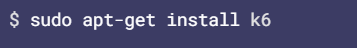 $ sudo apt-get install k6